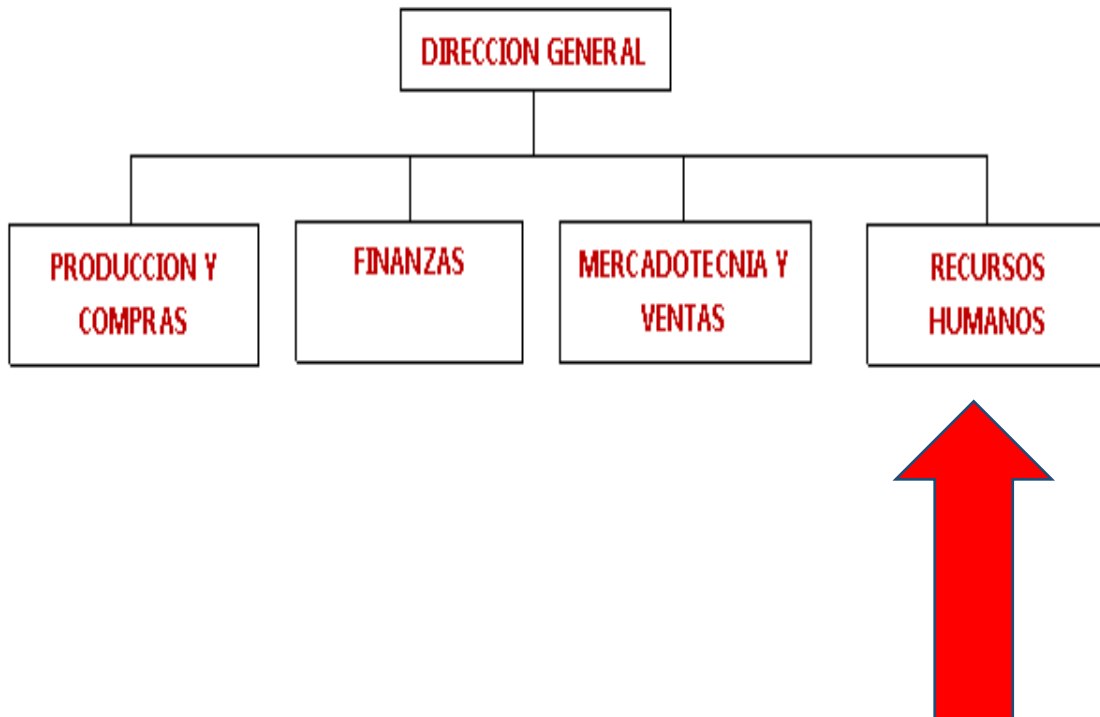 DIRECCION GENERAL
PRODUCCION Y
COMPRAS
FINANZAS
MERCADOTECNIA Y
VENTAS
RECURSOS
HUMANOS